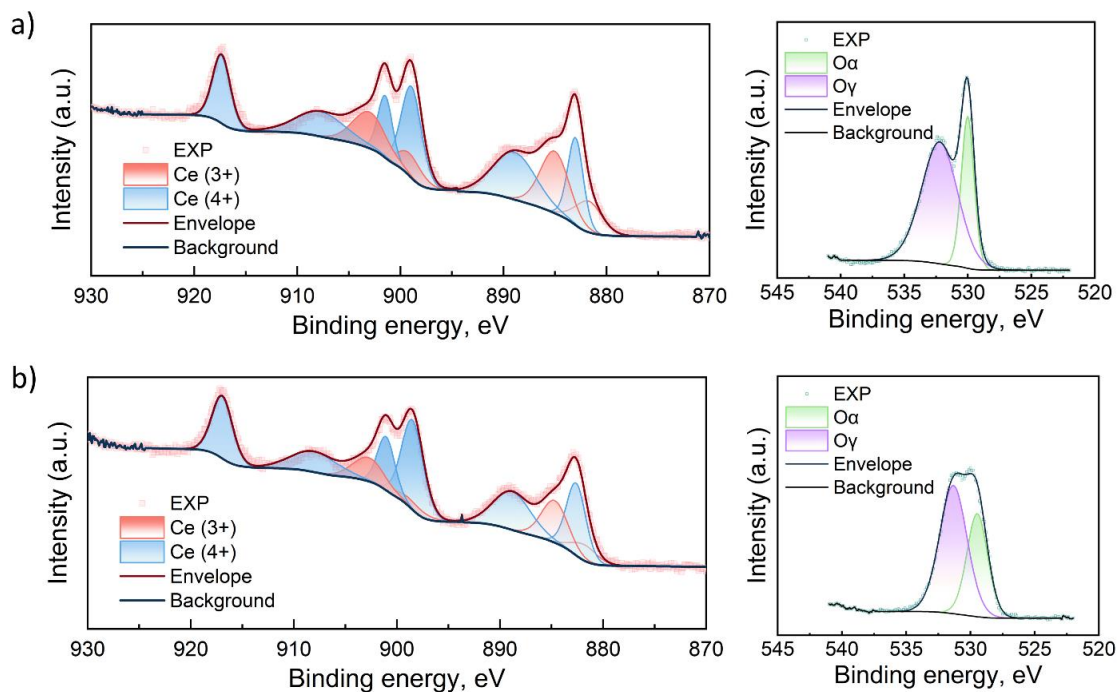 a)
Intensity (a.u.)
EXP
Ce (3+)
Ce (4+)
Envelope
Background
930 920 910 900 890 880 870
Binding energy, eV
Intensity (a.u.)
EXP
Oα
Oγ
Envelope
Background
545 540 535 530 525 520
Binding energy, eV
b)
Intensity (a.u.)
EXP
Ce (3+)
Ce (4+)
Envelope
Background
930 920 910 900 890 880 870
Binding energy, eV
Intensity (a.u.)
EXP
Oα
Oγ
Envelope
Background
545 540 535 530 525 520
Binding energy, eV